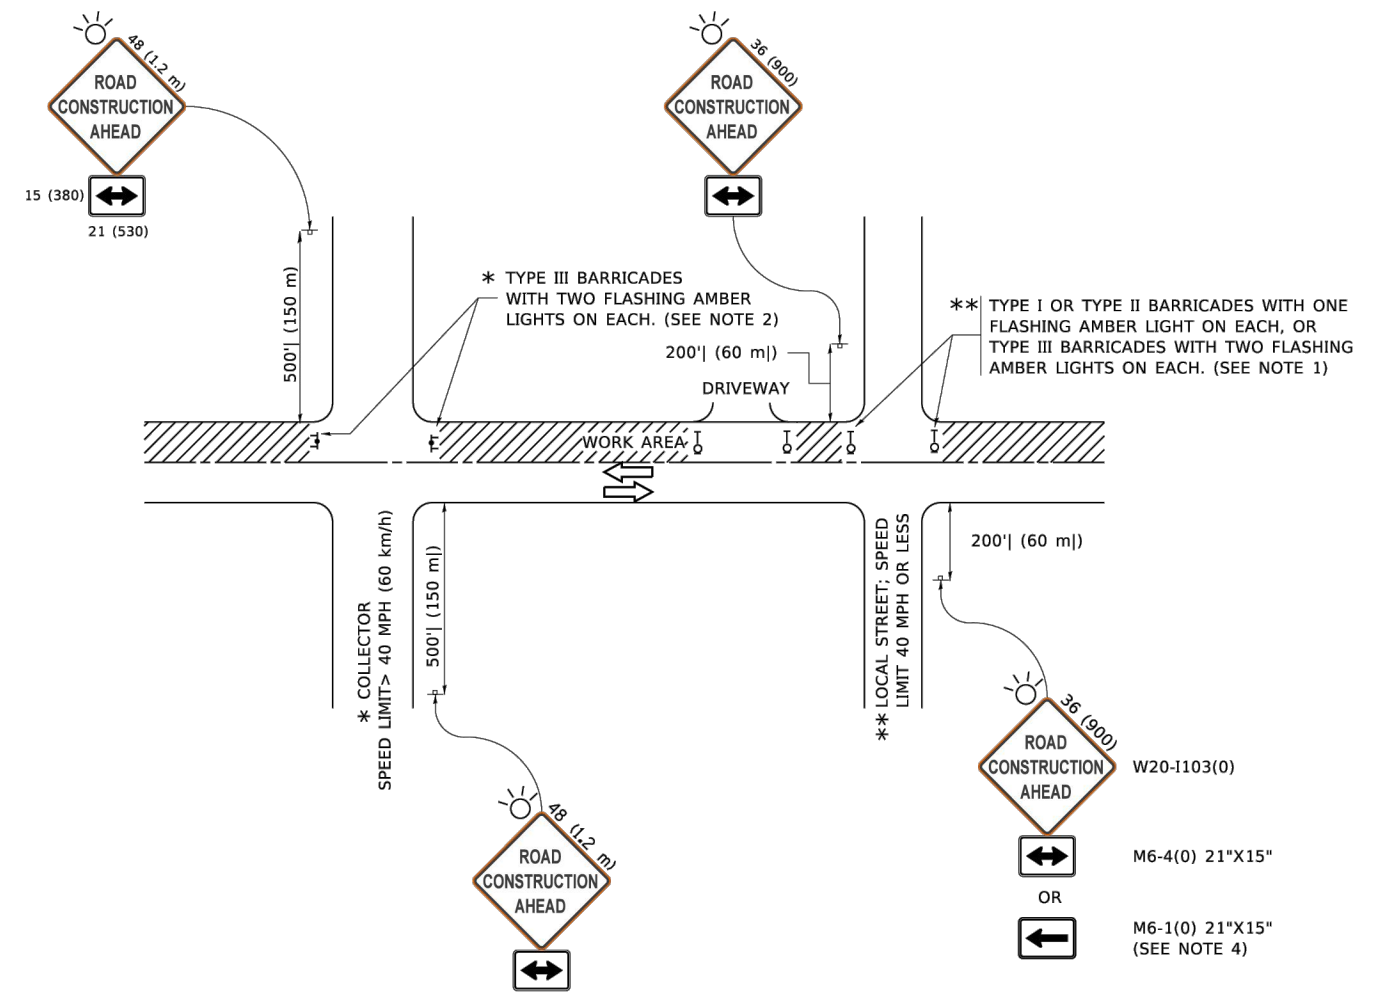 48 (1.2 m)
ROAD
CONSTRUCTION
AHEAD
15 (380)
21 (530)
36 (900)
ROAD
CONSTRUCTION
AHEAD
500'| (150 m)
* TYPE III BARRICADES
WITH TWO FLASHING AMBER
LIGHTS ON EACH. (SEE NOTE 2)
200'| (60 m|)
DRIVEWAY
** TYPE I OR TYPE II BARRICADES WITH ONE
FLASHING AMBER LIGHT ON EACH, OR
TYPE III BARRICADES WITH TWO FLASHING
AMBER LIGHTS ON EACH. (SEE NOTE 1)
WORK AREA
* COLLECTOR
SPEED LIMIT> 40 MPH (60 km/h)
500'| (150 m|)
** LOCAL STREET; SPEED
LIMIT 40 MPH OR LESS
200'| (60 m|)
48 (1.2 m)
ROAD
CONSTRUCTION
AHEAD
36 (900)
ROAD
CONSTRUCTION
AHEAD
W20-I103(0)
M6-4(0) 21"X15"
OR
M6-1(0) 21"X15"
(SEE NOTE 4)